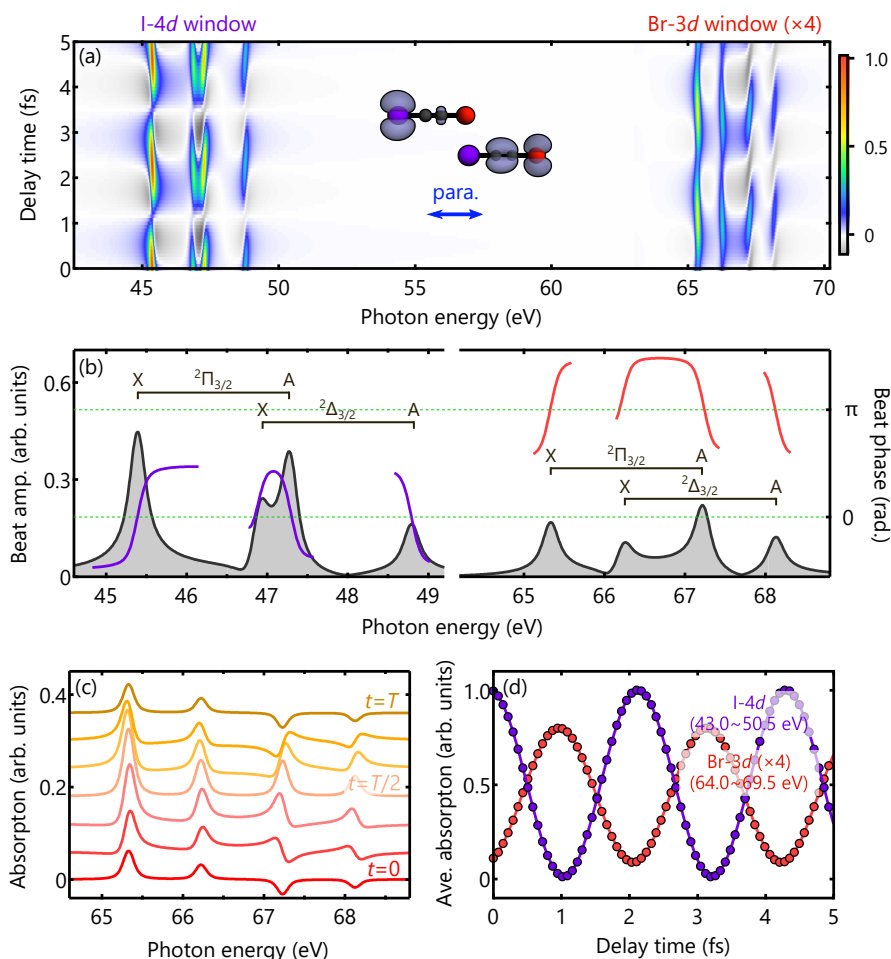 I-4d window
Br-3d window (×4)
(a)
Delay time (fs)
5
4
3
2
1
0
para.
1.0
0.5
0
45
50
55
60
65
70
Photon energy (eV)
(b)
Beat amp. (arb. units)
0.6
0.3
0
X
²Π3/2
A
X
²Δ3/2
A
X
²Π3/2
A
X
²Δ3/2
A
π
0
Beat phase (rad.)
45
46
47
48
49
65
66
67
68
Photon energy (eV)
Photon energy (eV)
(c)
Absorpton (arb. units)
0.4
0.2
0
t=T
t=T/2
t=0
65
66
67
68
Photon energy (eV)
(d)
Ave. absorpton (arb. units)
1.0
0.5
0
I-4d
(43.0~50.5 eV)
Br-3d (×4)
(64.0~69.5 eV)
0
1
2
3
4
5
Delay time (fs)